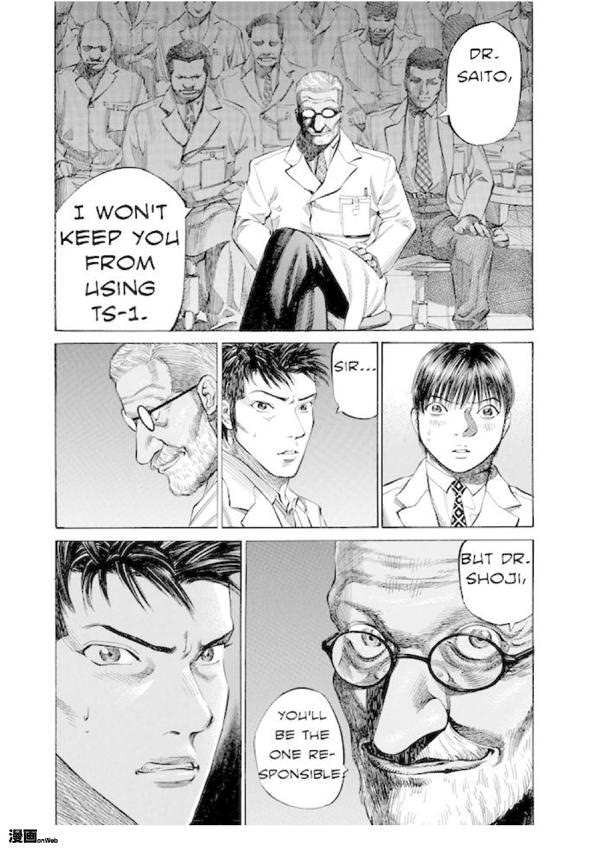 DR.
SAITO,
I WON'T
KEEP YOU
FROM
USING
TS-1.
SIR...
BUT DR.
SHOJI,
YOU'LL
BE THE
ONE RE-
SPONSIBLE.
漫画onWeb